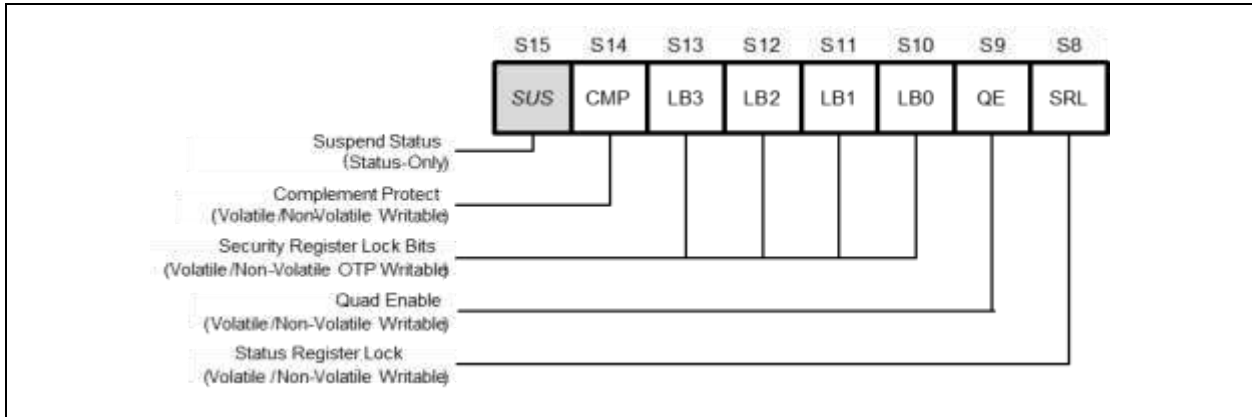 S15 S14 S13 S12 S11 S10 S9 S8
SUS CMP LB3 LB2 LB1 LB0 QE SRL
Suspend Status
(Status-Only)
Complement Protect
(Volatile/Non-Volatile Writable)
Security Register Lock Bits
(Volatile/Non-Volatile OTP Writable)
Quad Enable
(Volatile/Non-Volatile Writable)
Status Register Lock
(Volatile/Non-Volatile Writable)